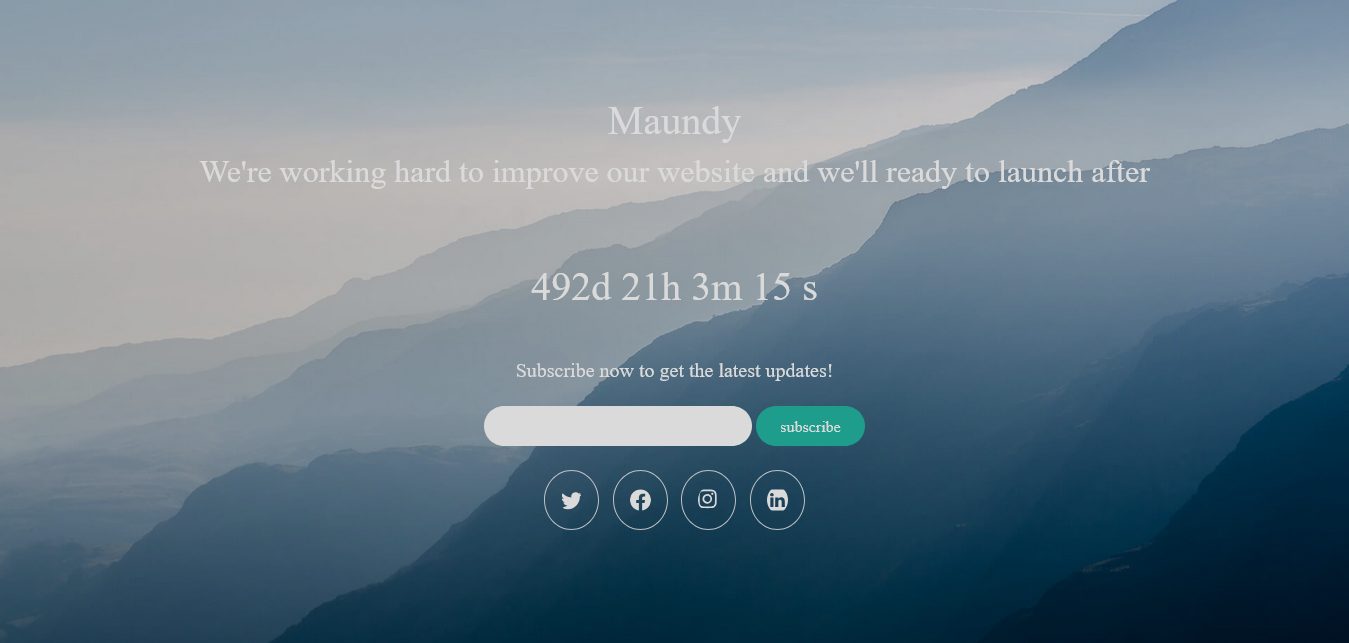 Maundy
We're working hard to improve our website and we'll ready to launch after
492d 21h 3m 15 s
Subscribe now to get the latest updates!
subscribe